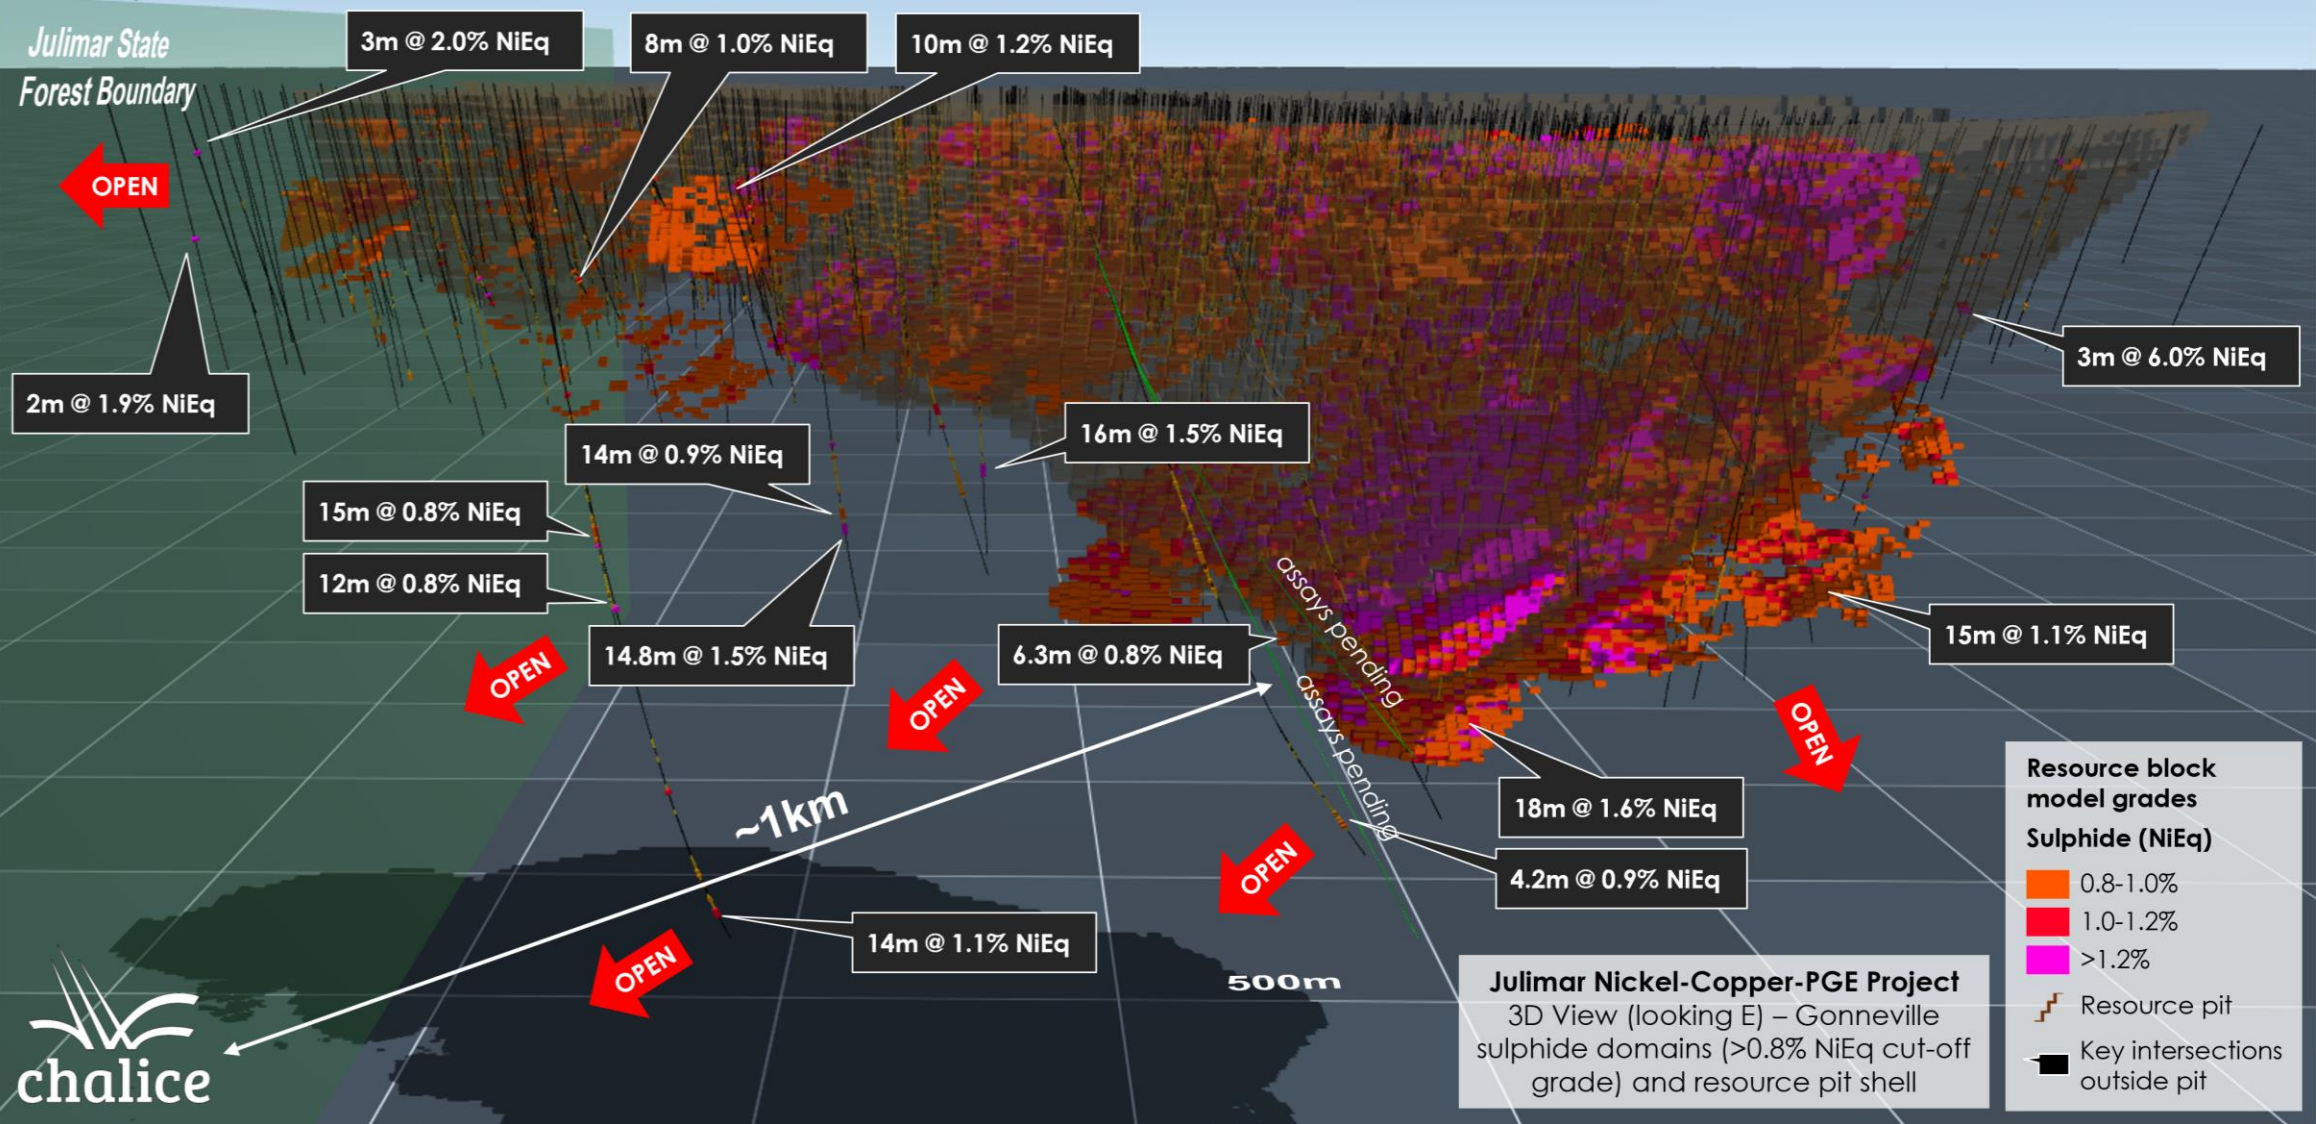 Julimar State
Forest Boundary
3m @ 2.0% NiEq
8m @ 1.0% NiEq
10m @ 1.2% NiEq
OPEN
2m @ 1.9% NiEq
3m @ 6.0% NiEq
14m @ 0.9% NiEq
16m @ 1.5% NiEq
15m @ 0.8% NiEq
12m @ 0.8% NiEq
14.8m @ 1.5% NiEq
6.3m @ 0.8% NiEq
assays pending
assays pending
15m @ 1.1% NiEq
OPEN
OPEN
OPEN
~1km
18m @ 1.6% NiEq
4.2m @ 0.9% NiEq
OPEN
14m @ 1.1% NiEq
OPEN
500m
chalice
Julimar Nickel-Copper-PGE Project
3D View (looking E) – Gonneville
sulphide domains (>0.8% NiEq cut-off
grade) and resource pit shell
Resource block
model grades
Sulphide (NiEq)
0.8-1.0%
1.0-1.2%
>1.2%
Resource pit
Key intersections
outside pit